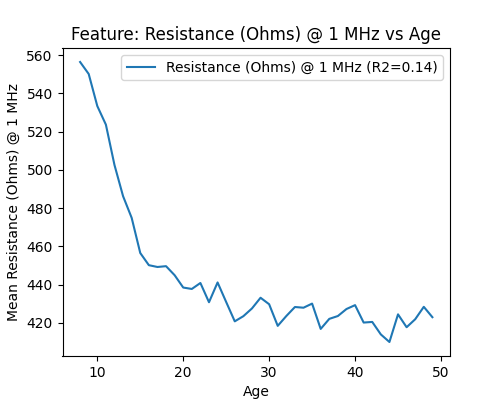 Feature: Resistance (Ohms) @ 1 MHz vs Age
Resistance (Ohms) @ 1 MHz (R2=0.14)
Mean Resistance (Ohms) @ 1 MHz
560
540
520
500
480
460
440
420
10 20 30 40 50
Age